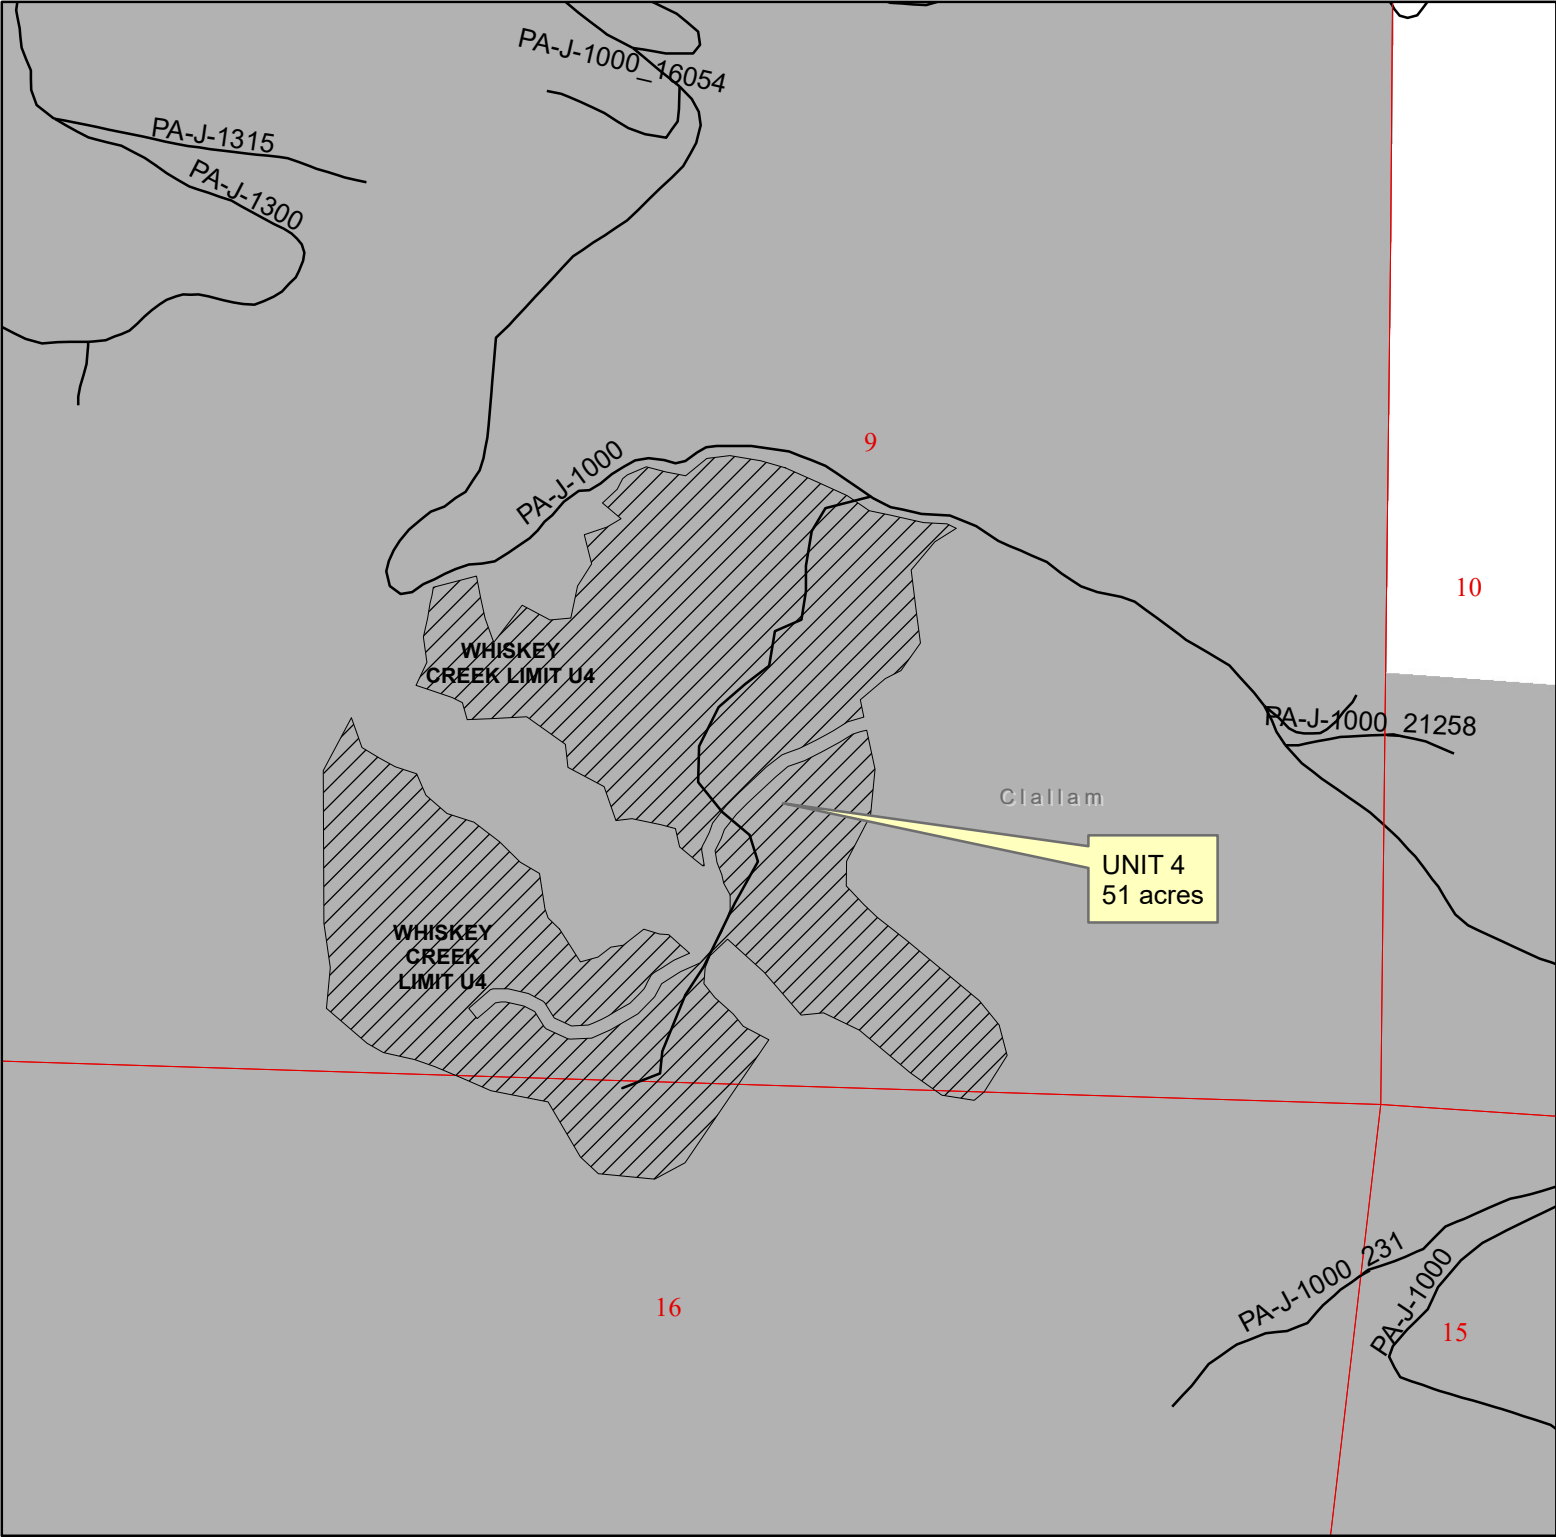 PA-J-1000_16054
PA-J-1315
PA-J-1300
9
PA-J-1000
10
WHISKEY
CREEK LIMIT U4
PA-J-1000_21258
Clallam
UNIT 4
51 acres
WHISKEY
CREEK
LIMIT U4
PA-J-1000_231
PA-J-1000
16
15